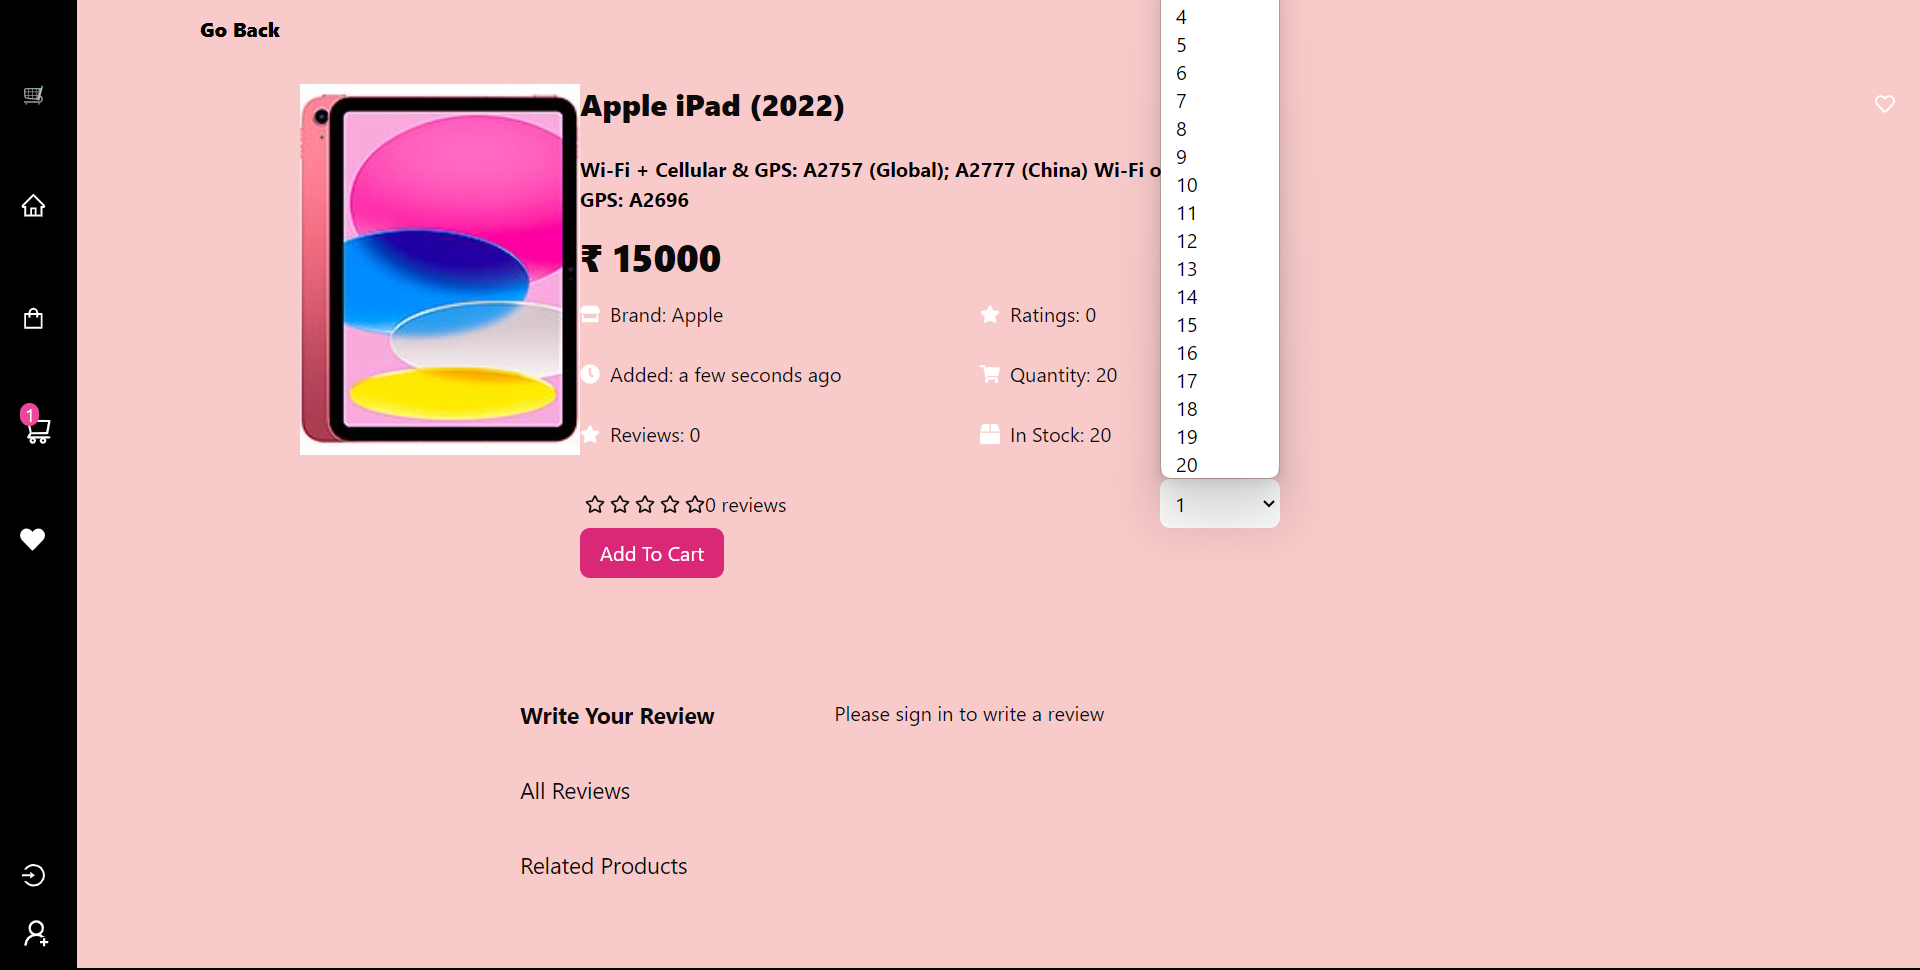 Go Back
Apple iPad (2022)
Wi-Fi + Cellular & GPS: A2757 (Global); A2777 (China) Wi-Fi
GPS: A2696
₹ 15000
Brand: Apple
Ratings: 0
Added: a few seconds ago
Quantity: 20
Reviews: 0
In Stock: 20
0 reviews
1
Add To Cart
4
5
6
7
8
9
10
11
12
13
14
15
16
17
18
19
20
1
Write Your Review
Please sign in to write a review
All Reviews
Related Products